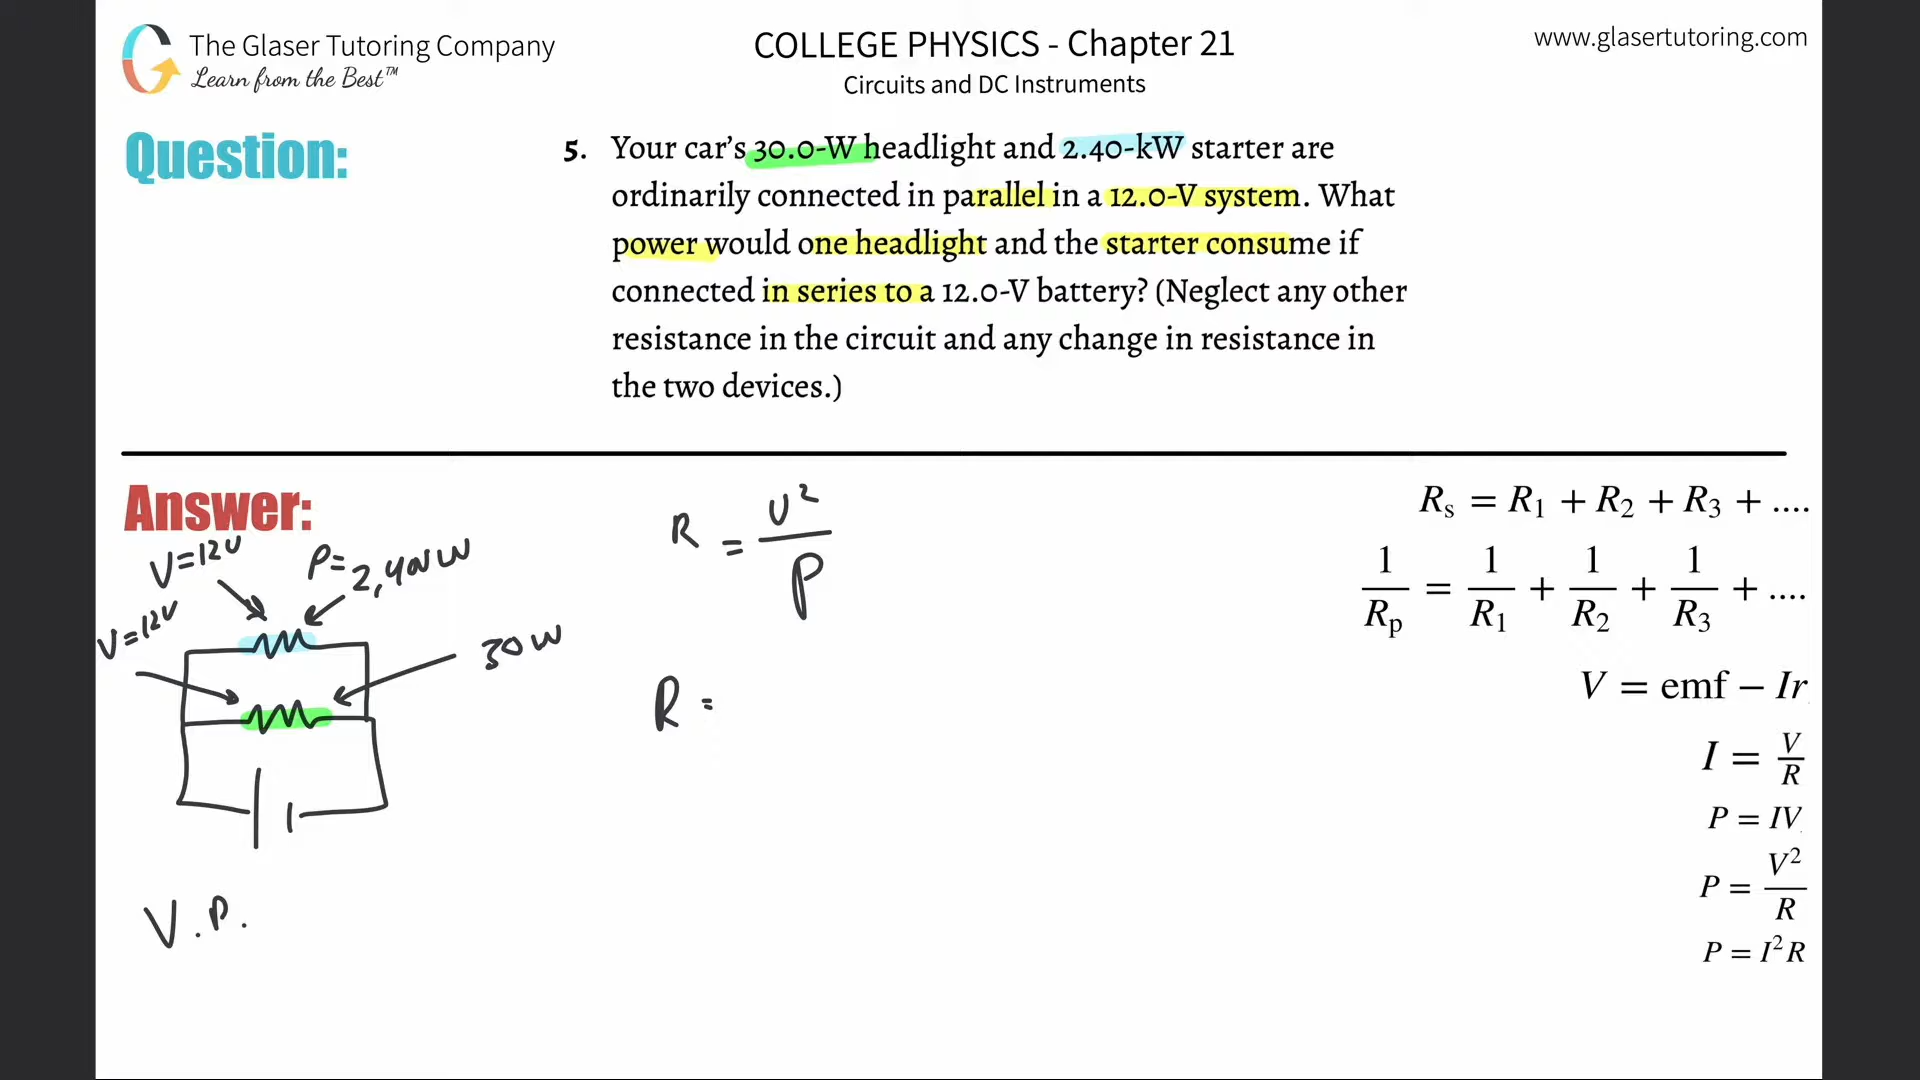 The Glaser Tutoring Company
Learn from the Best™
COLLEGE PHYSICS - Chapter 21
Circuits and DC Instruments
www.glasertutoring.com
Question:
5. Your car's 30.0-W headlight and 2.40-kW starter are
ordinarily connected in parallel in a 12.0-V system. What
power would one headlight and the starter consume if
connected in series to a 12.0-V battery? (Neglect any other
resistance in the circuit and any change in resistance in
the two devices.)
Answer:
V=12V
P=2,400W
V=12V
30W
V.P.
R = V²/P
R =
Rs = R1 + R2 + R3 + ....
1/Rp = 1/R1 + 1/R2 + 1/R3 + ....
V = emf − Ir
I = V/R
P = IV
P = V²/R
P = I²R